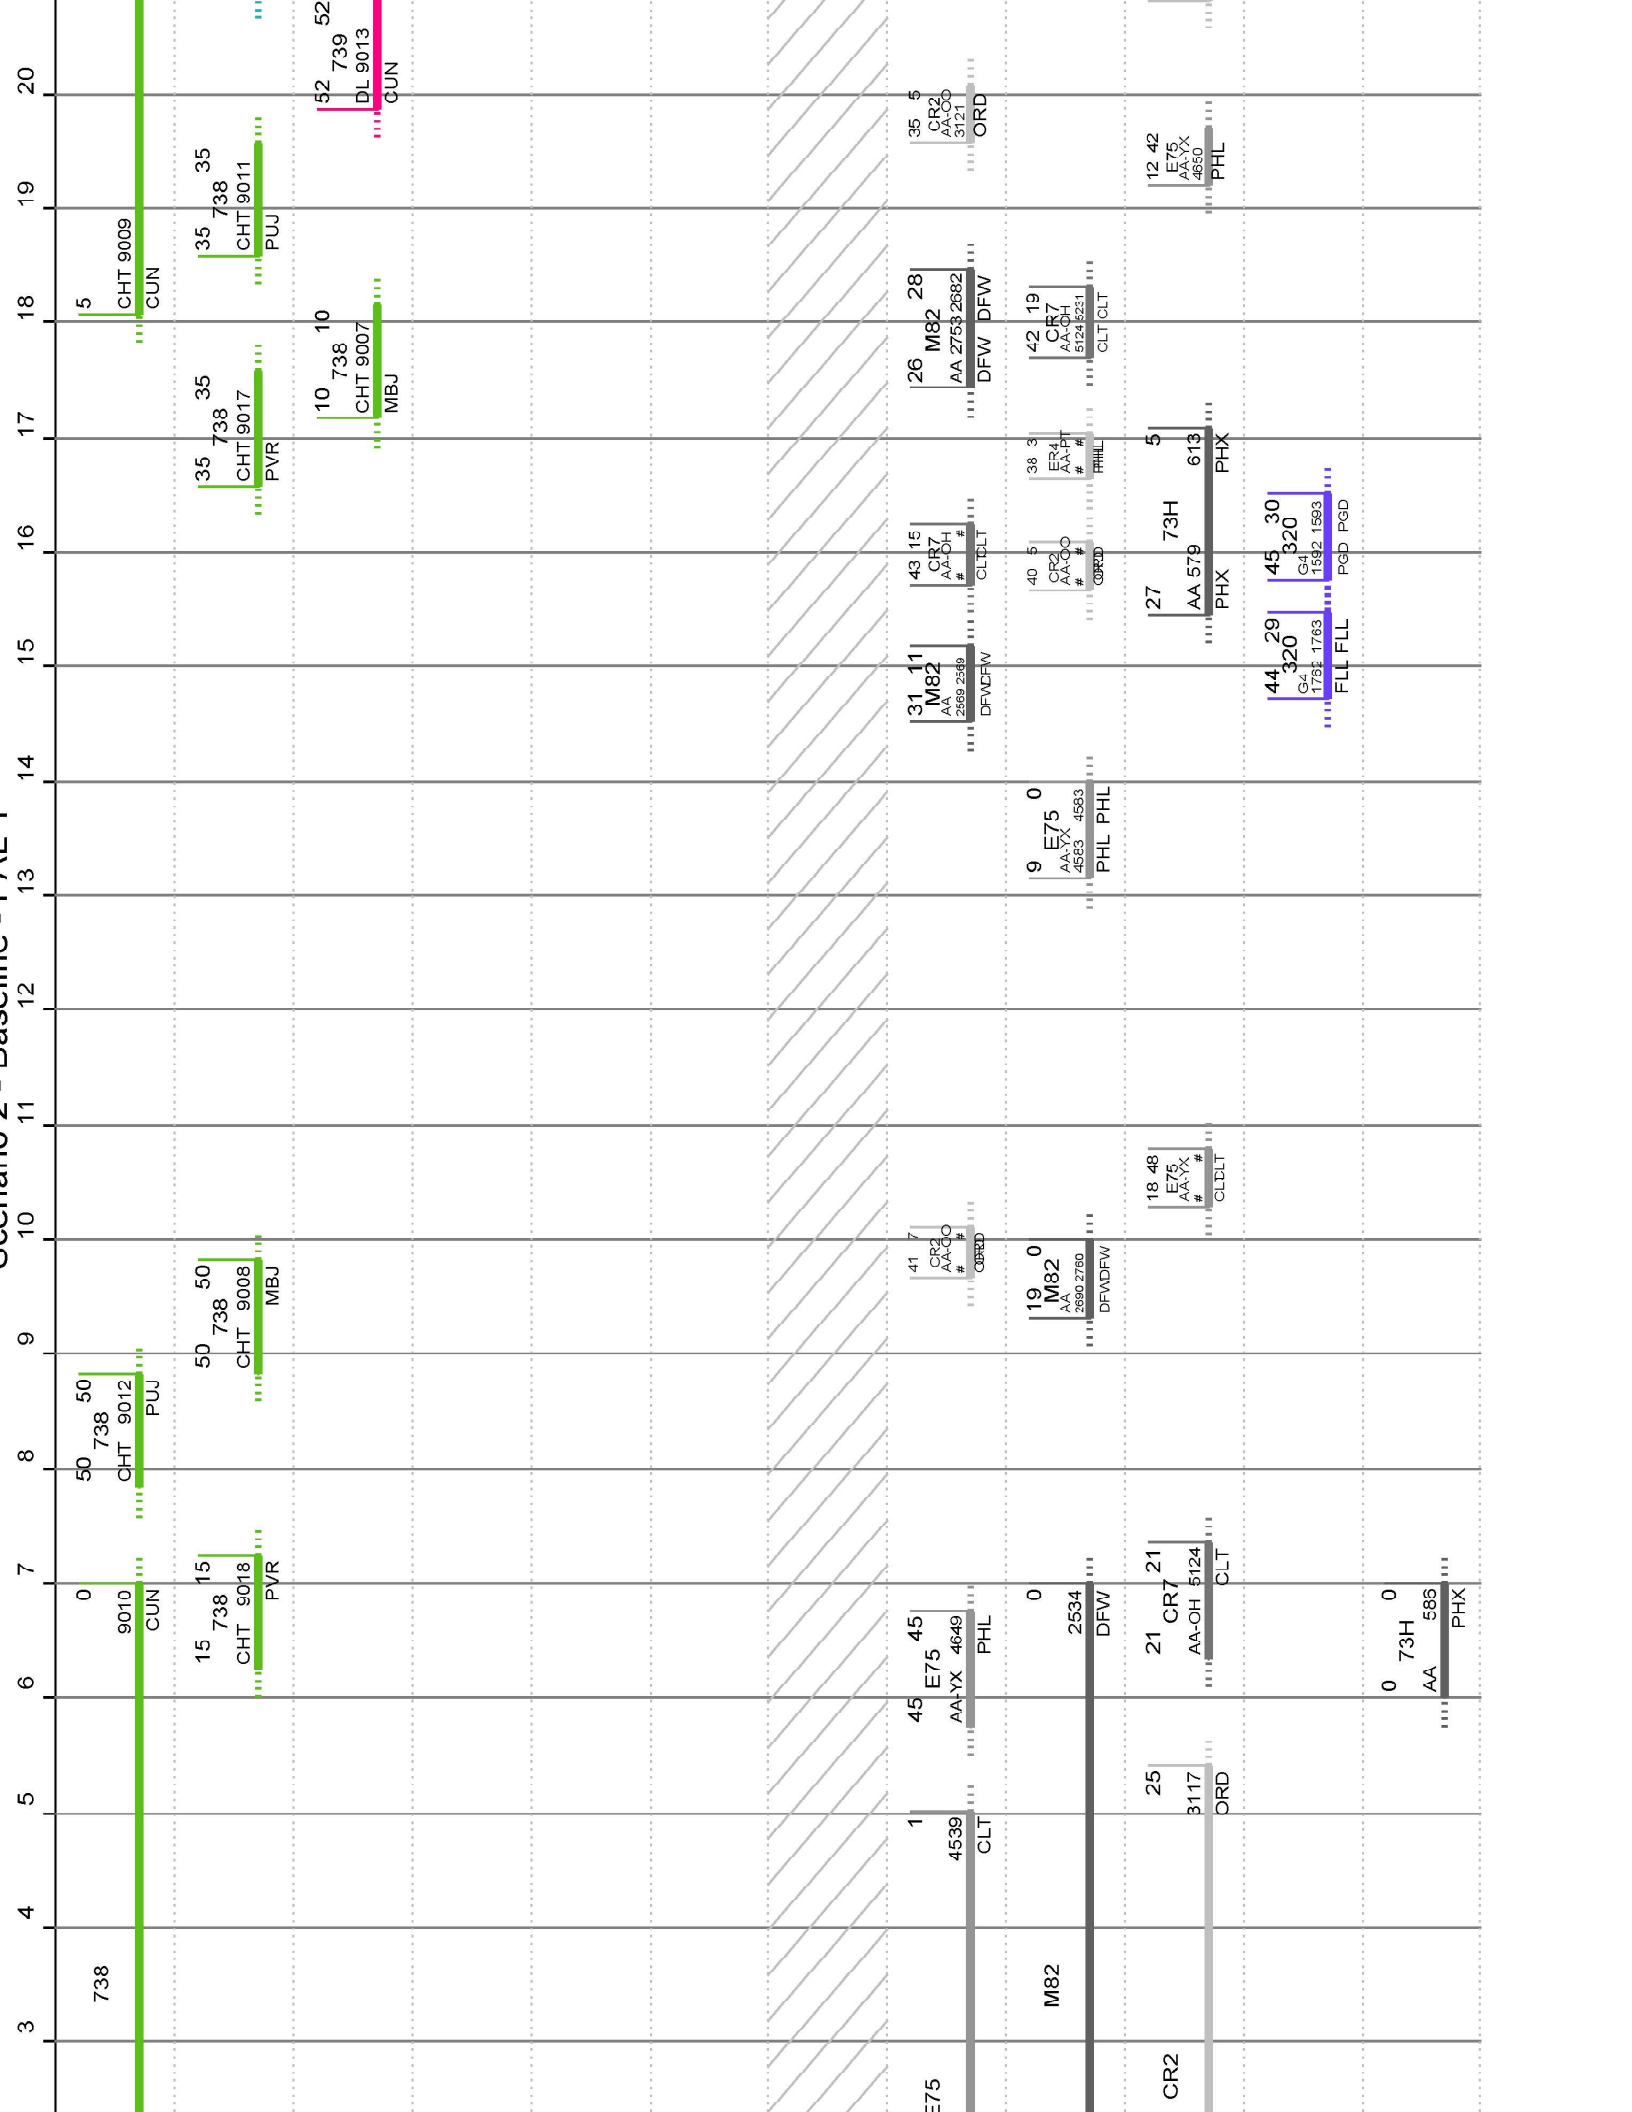 Scenario 2 - Baseline - PAL 1
3 4 5 6 7 8 9 10 11 12 13 14 15 16 17 18 19 20
738
0
9010
CUN
50 50
738
CHT 9012
PUJ
5
CHT 9009
CUN
15 15
738
CHT 9018
PVR
50 50
738
CHT 9008
MBJ
35 35
738
CHT 9017
PVR
35 35
738
CHT 9011
PUJ
10 10
738
CHT 9007
MBJ
52 52
739
DL 9013
CUN
E75
1
4539
CLT
45 45
E75
AA-YX 4649
PHL
41 7
CR2
AA-OO
# #
31 11
M82
AA
2569 2569
DFW DFW
43 15
CR7
AA-OH
# #
CLT CLT
26 28
M82
AA 2753 2682
DFW DFW
35 5
CR2
AA-OO
3121
ORD
M82
0
2534
DFW
19 0
M82
AA
2690 2760
DFW DFW
9 0
E75
AA-YX
4583 4583
PHL PHL
40 5
CR2
AA-OO
# #
38 3
ER4
AA-PT
# #
42 19
CR7
AA-OH
5124 5231
CLT CLT
CR2
25
3117
ORD
21 21
CR7
AA-OH 5124
CLT
18 48
E75
AA-YX
# #
CLT CLT
27 5
73H
AA 579 613
PHX PHX
12 42
E75
AA-YX
4650
PHL
44 29
320
G4
1762 1763
FLL FLL
45 30
320
G4
1592 1593
PGD PGD
0 0
73H
AA 586
PHX